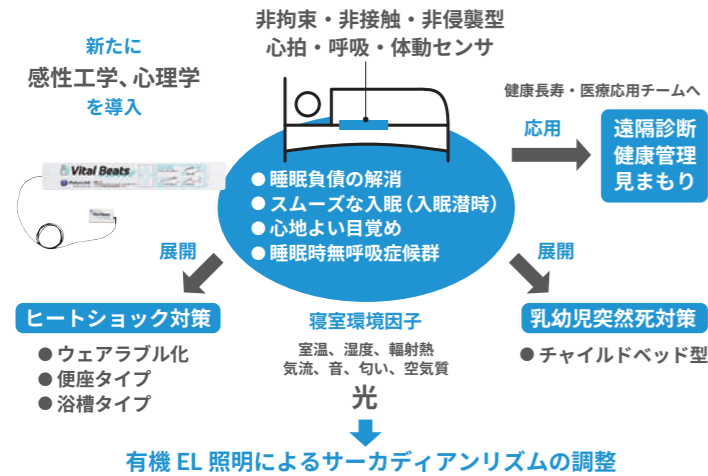 非拘束・非接触・非侵襲型
心拍・呼吸・体動センサ
新たに
感性工学、心理学
を導入
健康長寿・医療応用チームへ
応用
遠隔診断
健康管理
見まもり
Vital Beats
● 睡眠負債の解消
● スムーズな入眠（入眠潜時）
● 心地よい目覚め
● 睡眠時無呼吸症候群
展開
展開
ヒートショック対策
● ウェアラブル化
● 便座タイプ
● 浴槽タイプ
寝室環境因子
室温、湿度、輻射熱
気流、音、匂い、空気質
光
乳幼児突然死対策
● チャイルドベッド型
有機 EL 照明によるサーカディアンリズムの調整